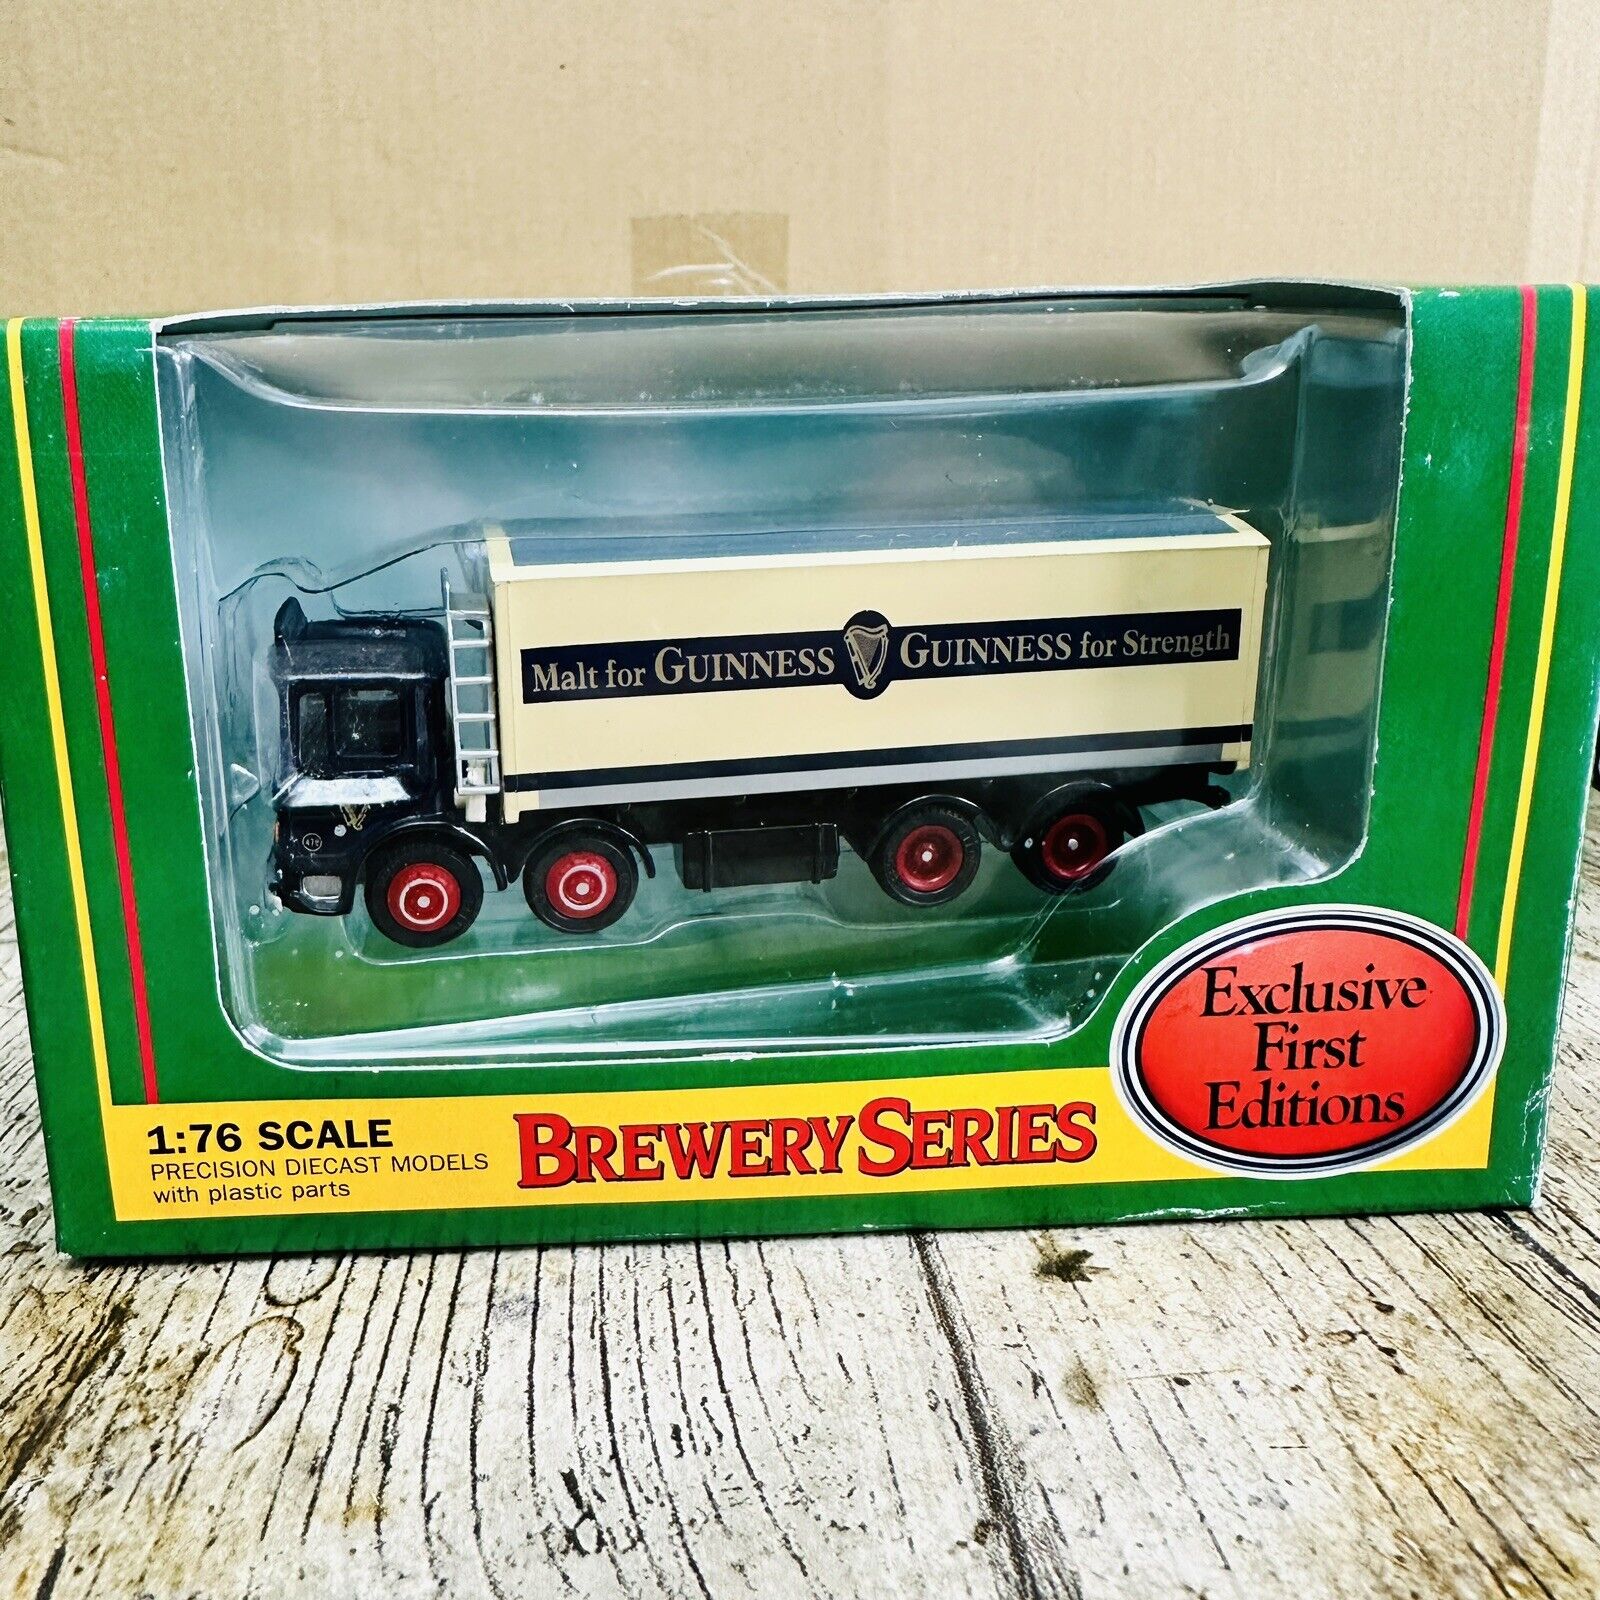 Malt for GUINNESS GUINNESS for Strength
Exclusive
First
Editions
1:76 SCALE
PRECISION DIECAST MODELS
with plastic parts
BREWERY SERIES